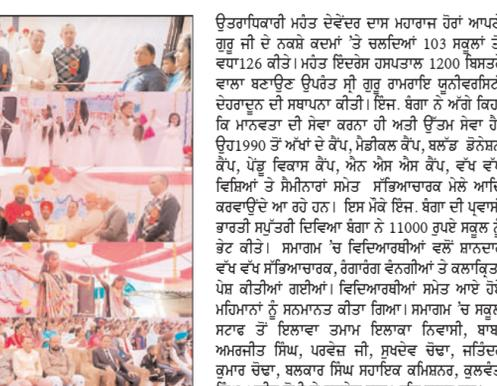 ਉਤਰਾਧਿਕਾਰੀ ਮਹੰਤ ਦੇਵੇਂਦਰ ਦਾਸ ਮਹਾਰਾਜ ਹੋਰਾਂ ਆਪਣੇ
ਗੁਰੂ ਜੀ ਦੇ ਨਕਸ਼ੇ ਕਦਮਾਂ 'ਤੇ ਚਲਦਿਆਂ 103 ਸਕੂਲਾਂ ਤੋਂ
ਵਧਾ126 ਕੀਤੇ। ਮਹੰਤ ਇੰਦਰੇਸ਼ ਹਸਪਤਾਲ 1200 ਬਿਸਤਰੇ
ਵਾਲਾ ਬਣਾਉਣ ਉਪਰੰਤ ਸ੍ਰੀ ਗੁਰੂ ਰਾਮਰਾਇ ਯੂਨੀਵਰਸਿਟੀ
ਦੇਹਰਾਦੂਨ ਦੀ ਸਥਾਪਨਾ ਕੀਤੀ। ਇੰਜ. ਬੰਗਾ ਨੇ ਅੱਗੇ ਕਿਹਾ
ਕਿ ਮਾਨਵਤਾ ਦੀ ਸੇਵਾ ਕਰਨਾ ਹੀ ਅਤੀ ਉੱਤਮ ਸੇਵਾ ਹੈ
ਉਹ1990 ਤੋਂ ਅੱਖਾਂ ਦੇ ਕੈਂਪ, ਮੈਡੀਕਲ ਕੈਂਪ, ਬਲੱਡ ਡੋਨੇਸ਼ਨ
ਕੈਂਪ, ਪੇਂਡੂ ਵਿਕਾਸ ਕੈਂਪ, ਐਨ ਐਸ ਐਸ ਕੈਂਪ, ਵੱਖ ਵੱਖ
ਵਿਸ਼ਿਆਂ ਤੇ ਸੈਮੀਨਾਰਾਂ ਸਮੇਤ ਸੱਭਿਆਚਾਰਕ ਮੇਲੇ ਆਦਿ
ਕਰਵਾਉਂਦੇ ਆ ਰਹੇ ਹਨ। ਇਸ ਮੌਕੇ ਇੰਜ. ਬੰਗਾ ਦੀ ਪ੍ਰਵਾਸੀ
ਭਾਰਤੀ ਸਪੁੱਤਰੀ ਦਿਵਿਆ ਬੰਗਾ ਨੇ 11000 ਰੁਪਏ ਸਕੂਲ ਨੂੰ
ਭੇਟ ਕੀਤੇ। ਸਮਾਗਮ 'ਚ ਵਿਦਿਆਰਥੀਆਂ ਵਲੋਂ ਸ਼ਾਨਦਾਰ
ਵੱਖ ਵੱਖ ਸੱਭਿਆਚਾਰਕ, ਰੰਗਾਰੰਗ ਵੰਨਗੀਆਂ ਤੇ ਕਲਾਕ੍ਰਿਤਾਂ
ਪੇਸ਼ ਕੀਤੀਆਂ ਗਈਆਂ। ਵਿਦਿਆਰਥੀਆਂ ਸਮੇਤ ਆਏ ਹੋਏ
ਮਹਿਮਾਨਾਂ ਨੂੰ ਸਨਮਾਨਤ ਕੀਤਾ ਗਿਆ। ਸਮਾਗਮ 'ਚ ਸਕੂਲ
ਸਟਾਫ ਤੋਂ ਇਲਾਵਾ ਤਮਾਮ ਇਲਾਕਾ ਨਿਵਾਸੀ, ਬਾਬਾ
ਅਮਰਜੀਤ ਸਿੰਘ, ਪਰਵੇਜ਼ ਜੀ, ਸੁਖਦੇਵ ਚੋਢਾ, ਜਤਿੰਦਰ
ਕੁਮਾਰ ਚੋਢਾ, ਬਲਕਾਰ ਸਿੰਘ ਸਹਾਇਕ ਕਮਿਸ਼ਨਰ, ਕੁਲਵੰਤ